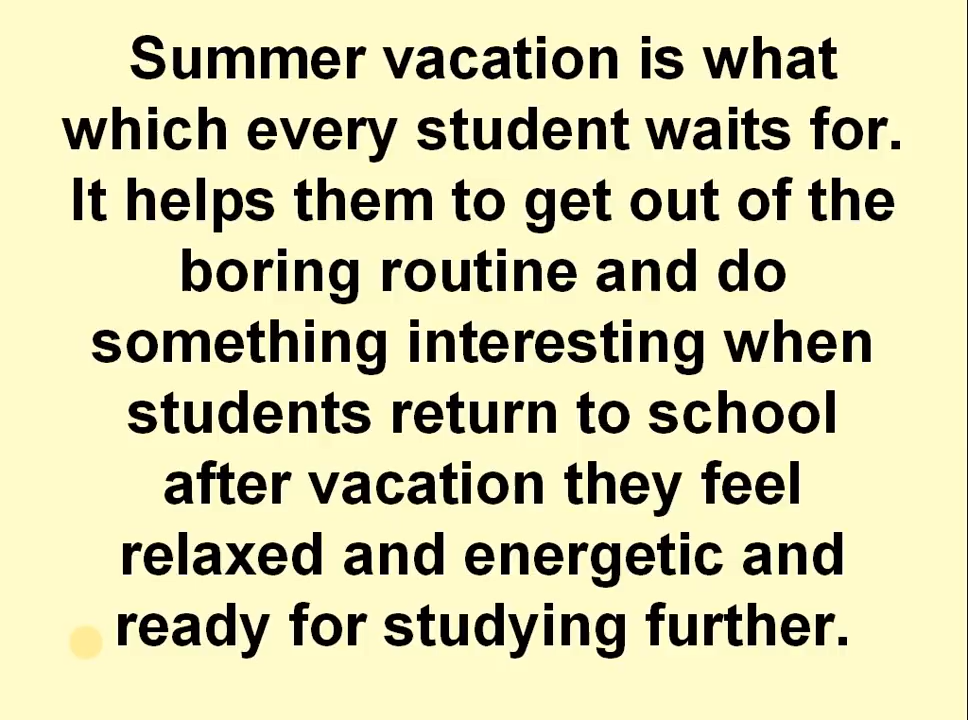 Summer vacation is what
which every student waits for.
It helps them to get out of the
boring routine and do
something interesting when
students return to school
after vacation they feel
relaxed and energetic and
ready for studying further.